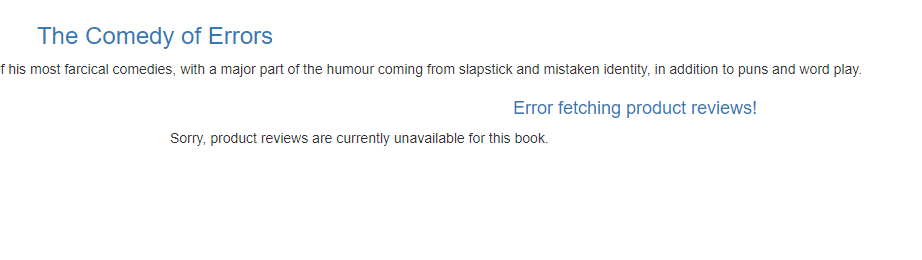 The Comedy of Errors
f his most farcical comedies, with a major part of the humour coming from slapstick and mistaken identity, in addition to puns and word play.
Error fetching product reviews!
Sorry, product reviews are currently unavailable for this book.